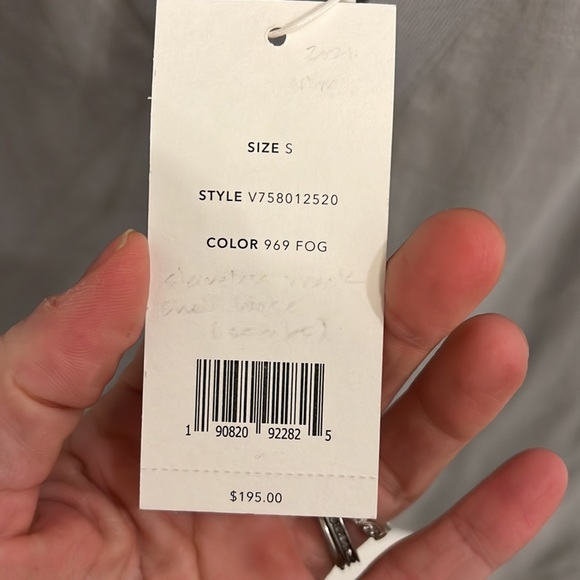 SIZE S
STYLE V758012520
COLOR 969 FOG
1 90820 92282 5
$195.00